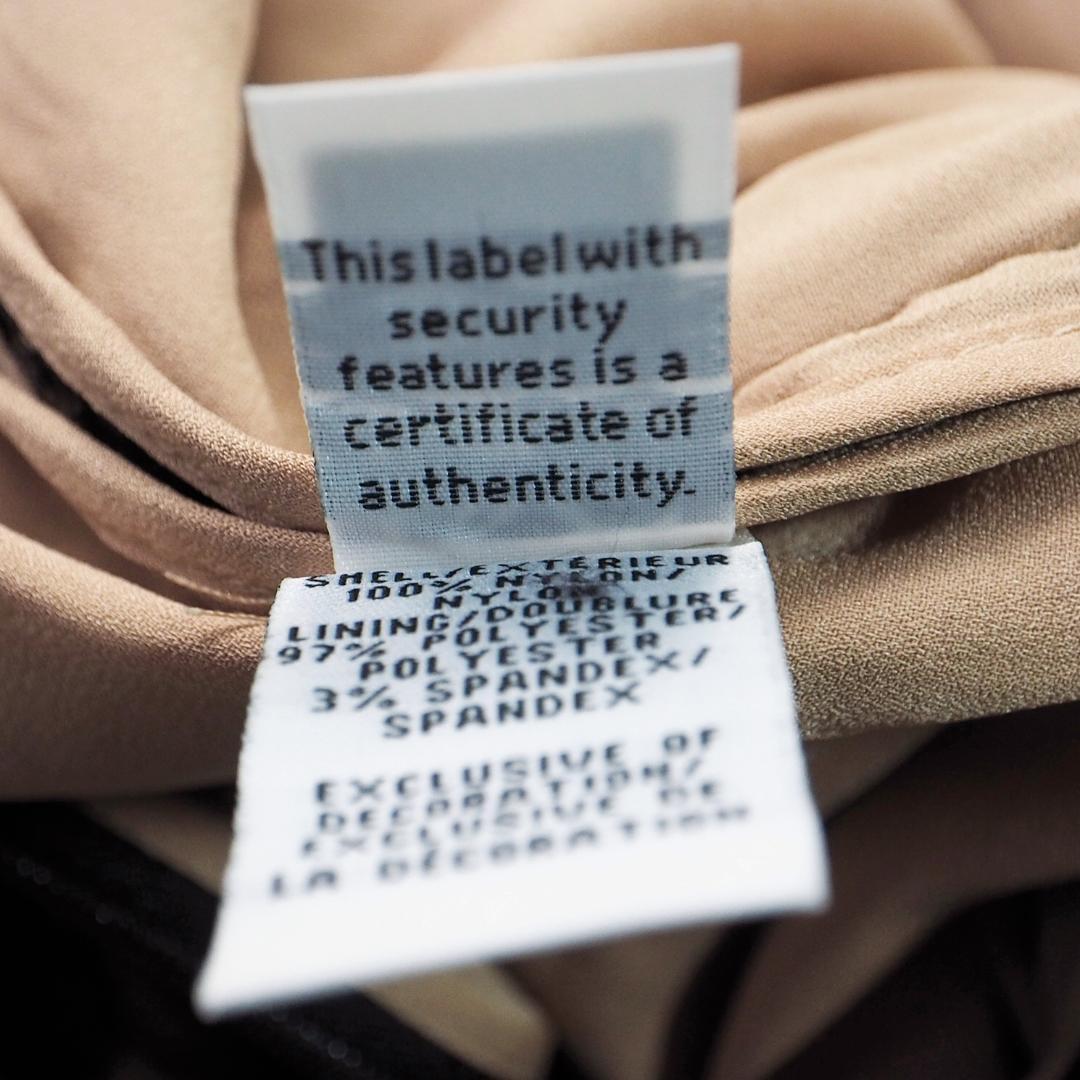 This label with
security
features is a
certificate of
authenticity.
SHELL/EXTÉRIEUR
100% NYLON/
NYLON
LINING/DOUBLURE
97% POLYESTER/
POLYESTER
3% SPANDEX/
SPANDEX
EXCLUSIVE OF
DECORATION/
EXCLUSIVE DE
LA DÉCORATION